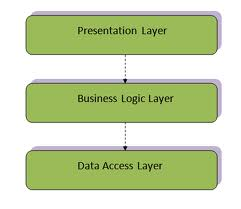 Presentation Layer
Business Logic Layer
Data Access Layer